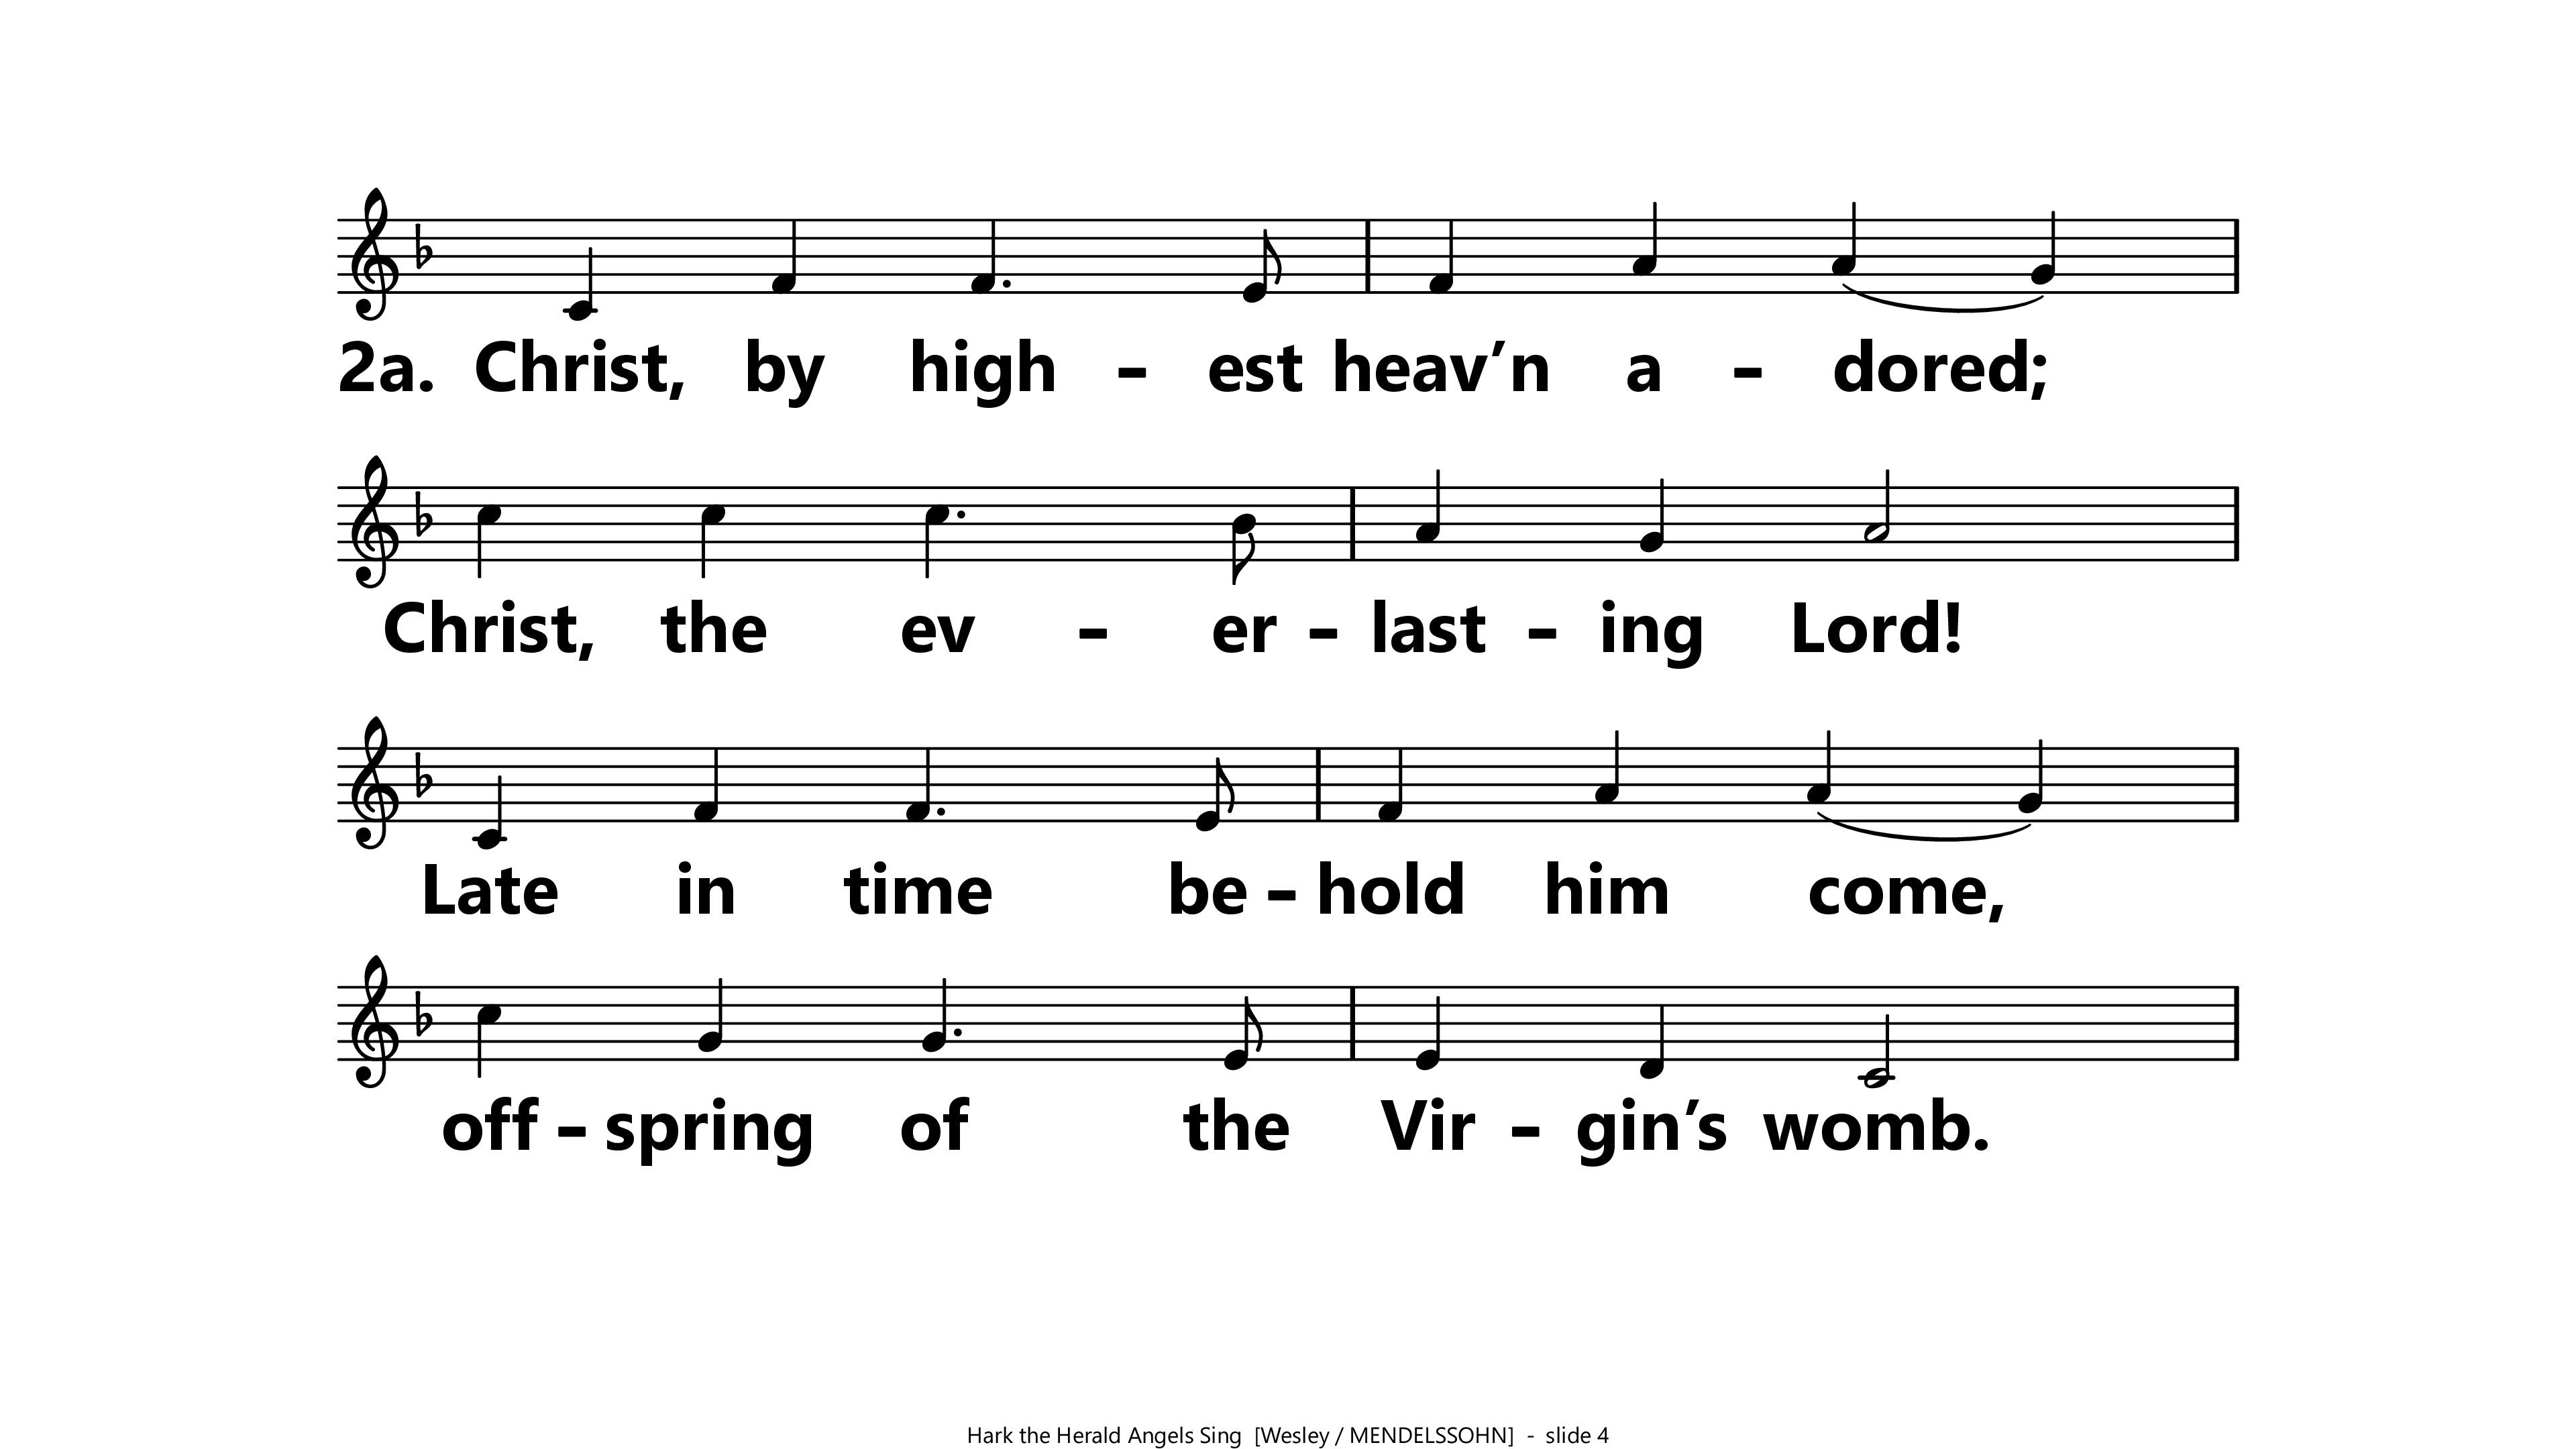 2a. Christ, by high – est heav’n a – dored;
Christ, the ev – er – last – ing Lord!
Late in time be – hold him come,
off – spring of the Vir – gin’s womb.
Hark the Herald Angels Sing [Wesley / MENDELSSOHN] - slide 4